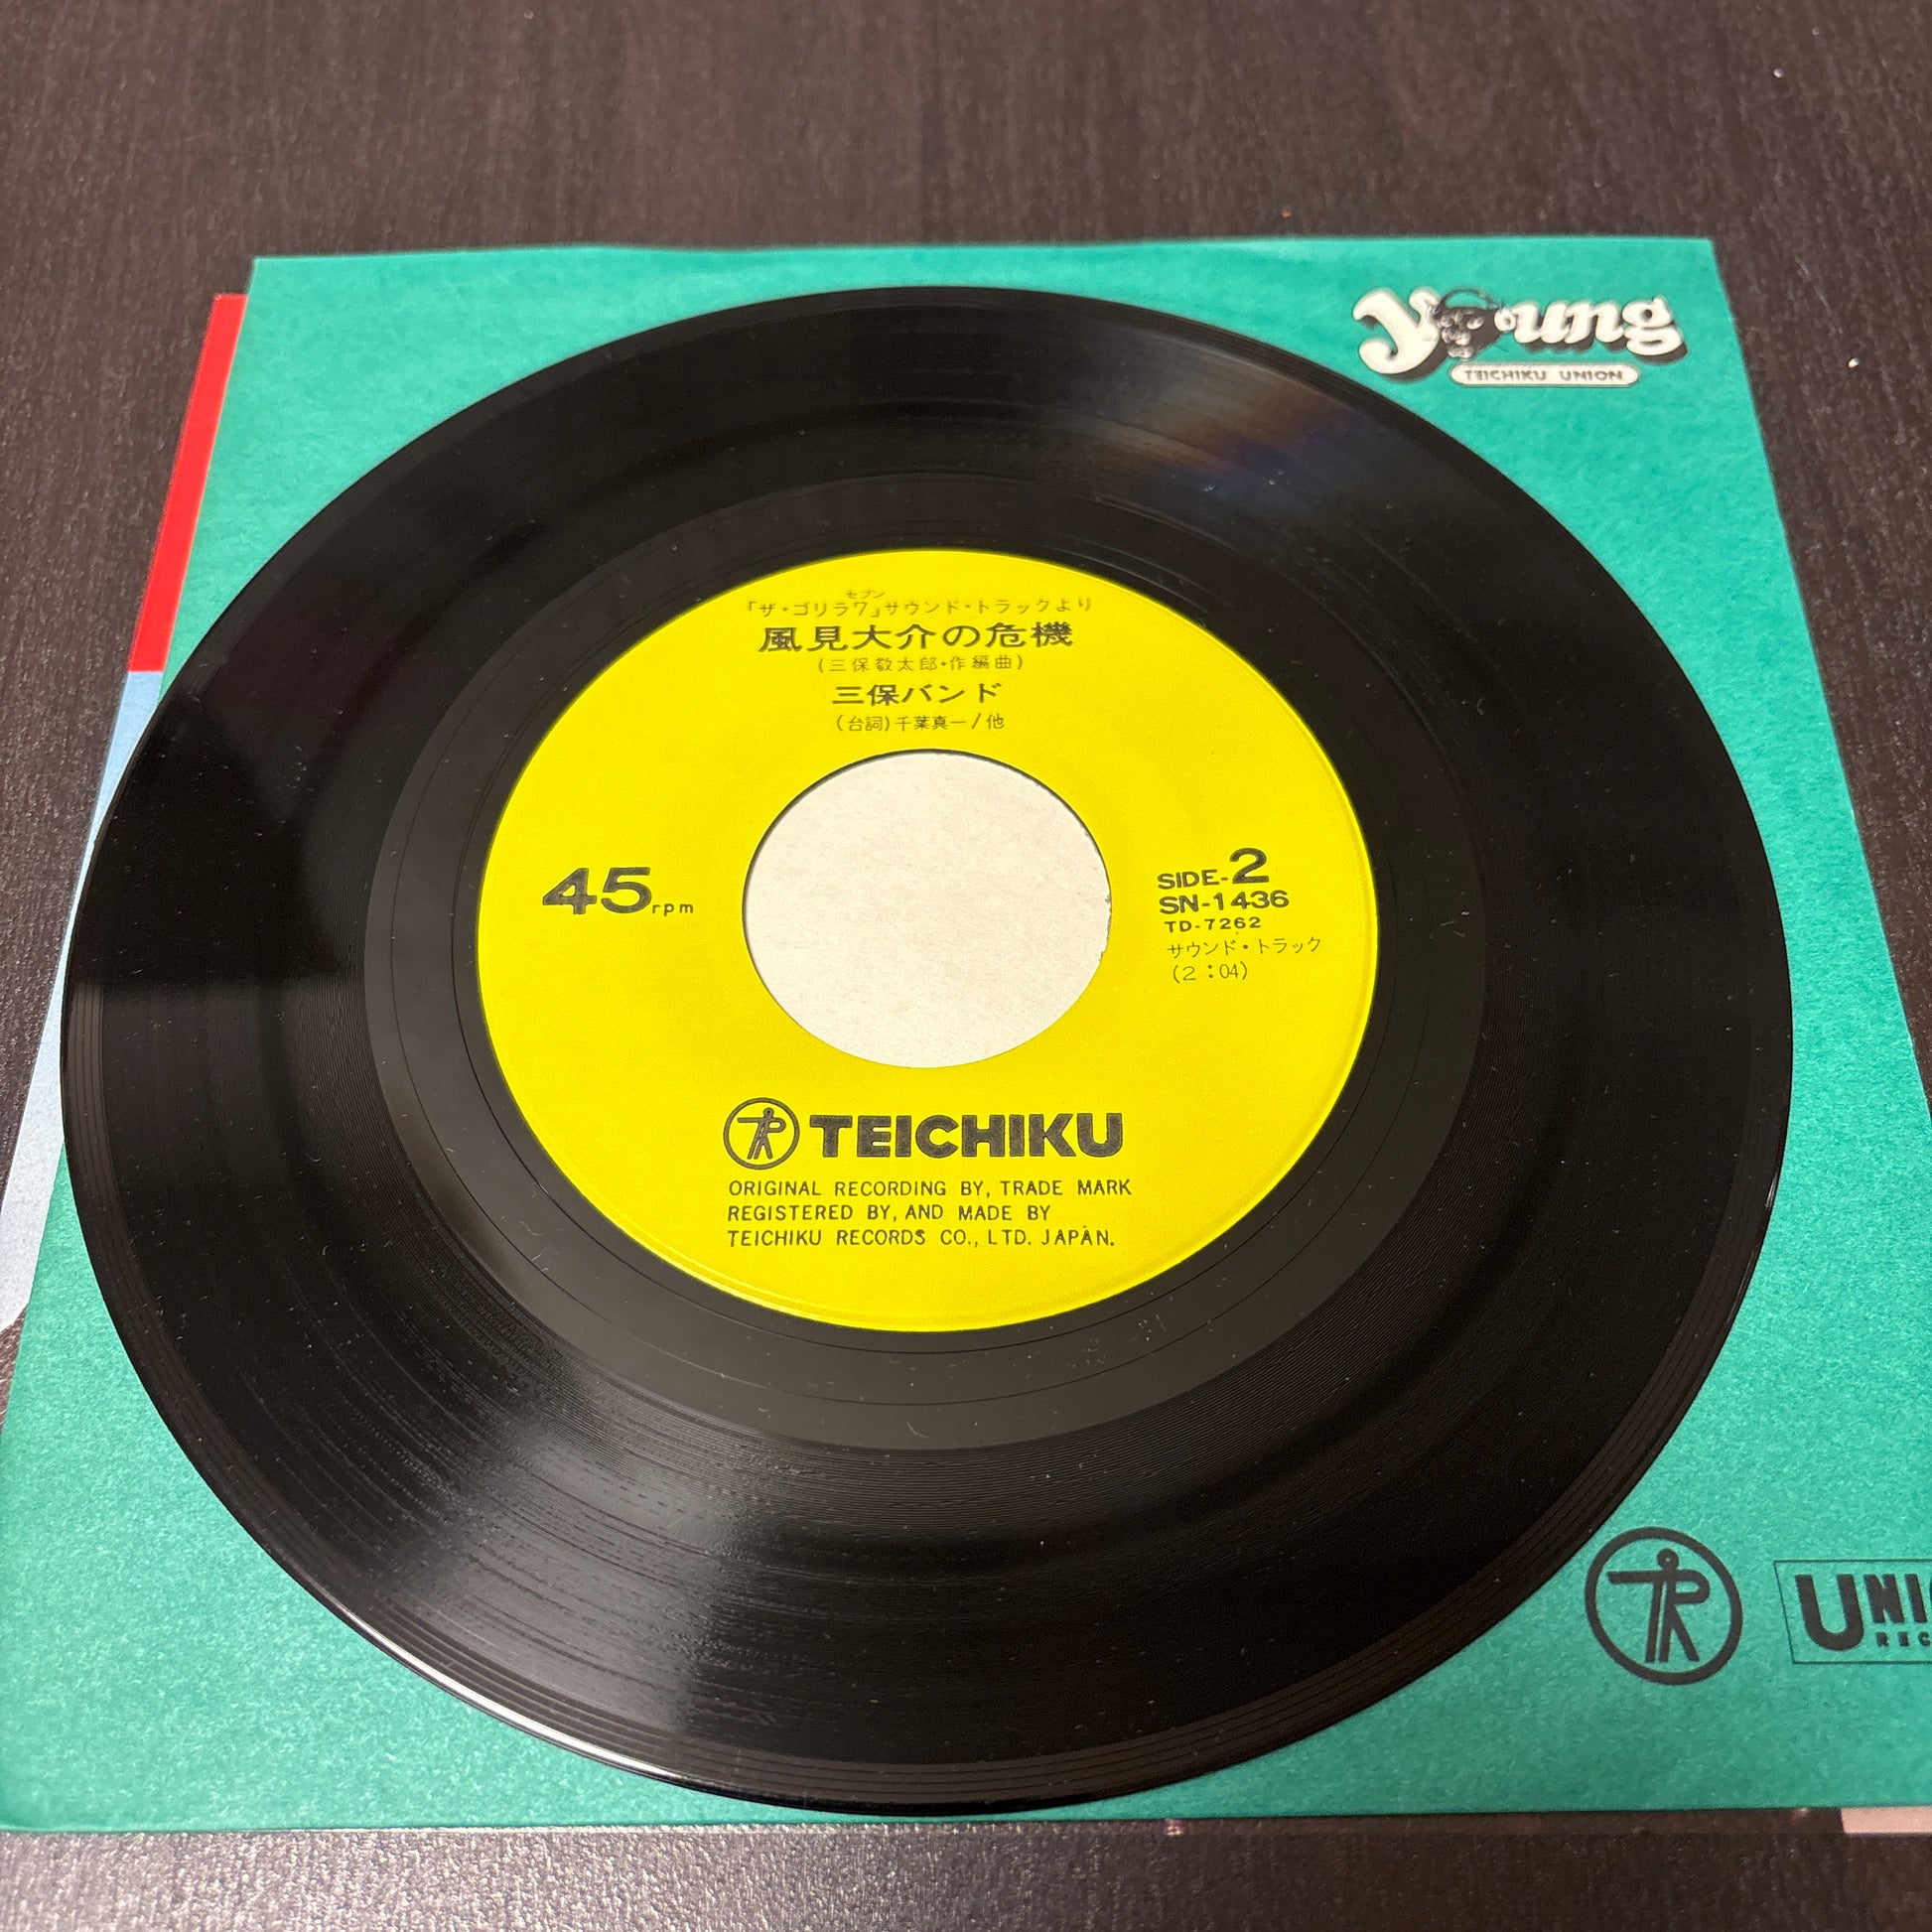 Young
TEICHIKU UNION
セブン
「ザ・ゴリラ7」サウンド・トラックより
風見大介の危機
(三保敬太郎・作編曲)
三保バンド
(台詞)千葉真一/他
45rpm
SIDE-2
SN-1436
TD-7262
サウンド・トラック
(2:04)
TEICHIKU
ORIGINAL RECORDING BY, TRADE MARK
REGISTERED BY, AND MADE BY
TEICHIKU RECORDS CO., LTD. JAPAN.